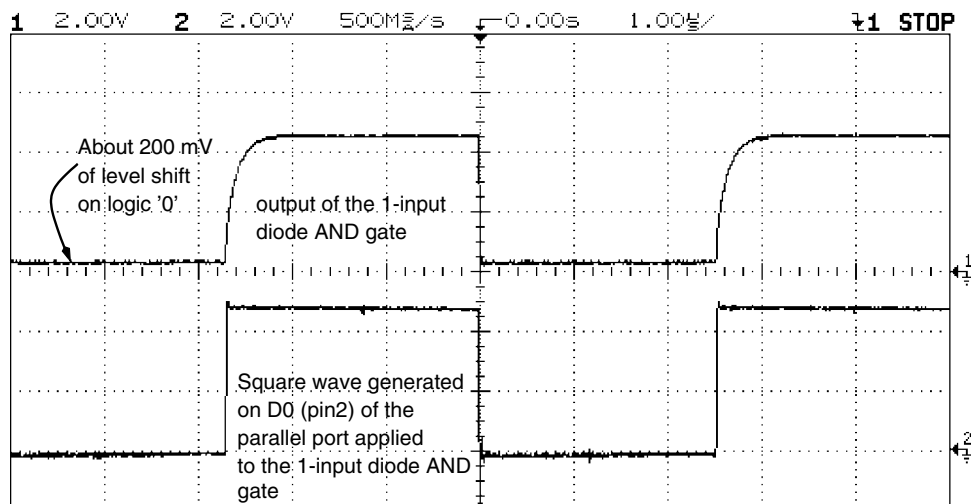 1 2.00V 2 2.00V 500MS/s 0.00s 1.00µs/ 1 STOP
About 200 mV
of level shift
on logic '0'
output of the 1-input
diode AND gate
1
Square wave generated
on D0 (pin2) of the
parallel port applied
to the 1-input diode AND
gate
2